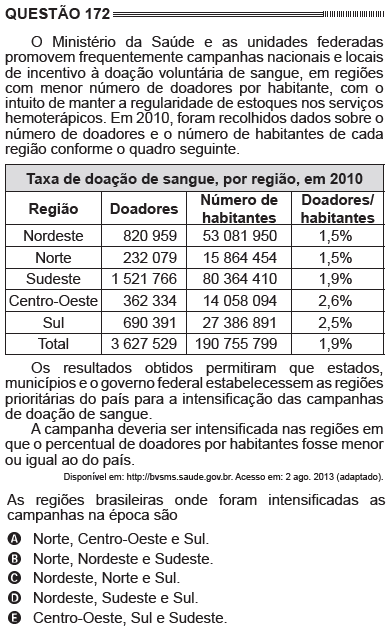 QUESTÃO 172
O Ministério da Saúde e as unidades federadas
promovem frequentemente campanhas nacionais e locais
de incentivo à doação voluntária de sangue, em regiões
com menor número de doadores por habitante, com o
intuito de manter a regularidade de estoques nos serviços
hemoterápicos. Em 2010, foram recolhidos dados sobre o
número de doadores e o número de habitantes de cada
região conforme o quadro seguinte.
Taxa de doação de sangue, por região, em 2010
Região Doadores Número de habitantes Doadores/ habitantes
Nordeste 820 959 53 081 950 1,5%
Norte 232 079 15 864 454 1,5%
Sudeste 1 521 766 80 364 410 1,9%
Centro-Oeste 362 334 14 058 094 2,6%
Sul 690 391 27 386 891 2,5%
Total 3 627 529 190 755 799 1,9%
Os resultados obtidos permitiram que estados,
municípios e o governo federal estabelecessem as regiões
prioritárias do país para a intensificação das campanhas
de doação de sangue.
A campanha deveria ser intensificada nas regiões em
que o percentual de doadores por habitantes fosse menor
ou igual ao do país.
Disponível em: http://bvsms.saude.gov.br. Acesso em: 2 ago. 2013 (adaptado).
As regiões brasileiras onde foram intensificadas as
campanhas na época são
A Norte, Centro-Oeste e Sul.
B Norte, Nordeste e Sudeste.
C Nordeste, Norte e Sul.
D Nordeste, Sudeste e Sul.
E Centro-Oeste, Sul e Sudeste.